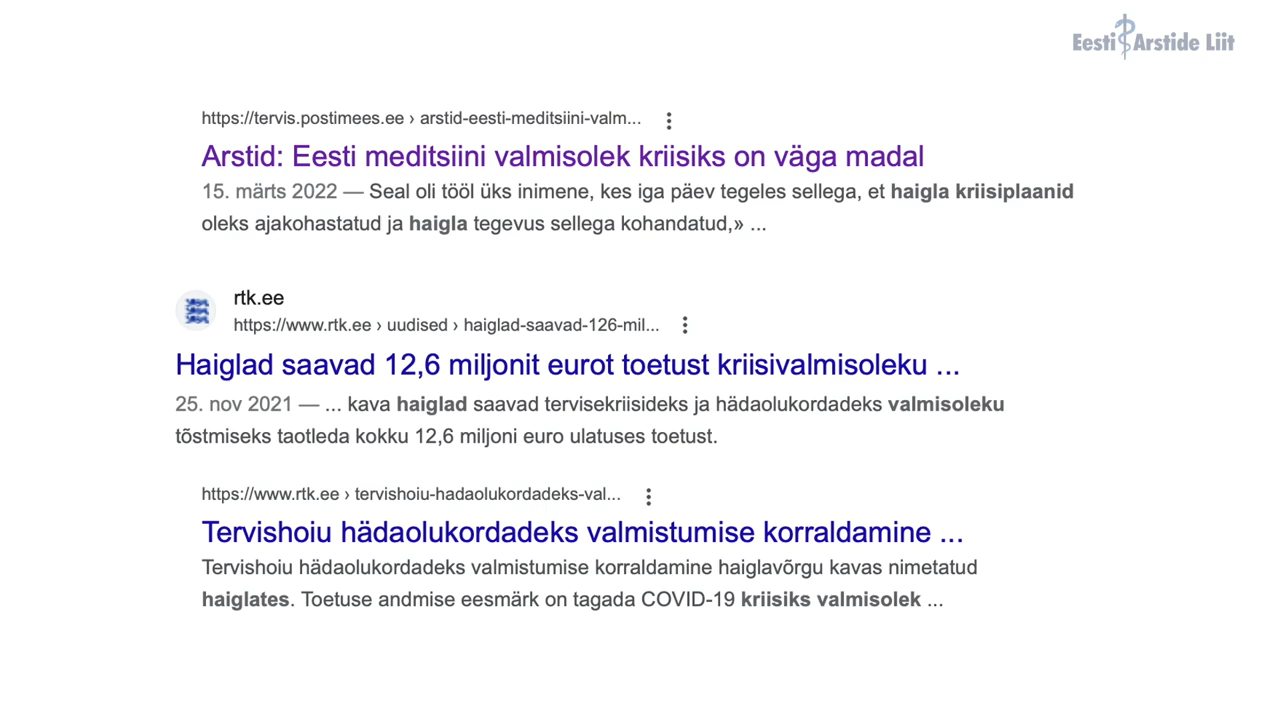 Eesti Arstide Liit
https://tervis.postimees.ee › arstid-eesti-meditsiini-valm...
Arstid: Eesti meditsiini valmisolek kriisiks on väga madal
15. märts 2022 — Seal oli tööl üks inimene, kes iga päev tegeles sellega, et haigla kriisiplaanid
oleks ajakohastatud ja haigla tegevus sellega kohandatud,» ...
rtk.ee
https://www.rtk.ee › uudised › haiglad-saavad-126-mil...
Haiglad saavad 12,6 miljonit eurot toetust kriisivalmisoleku ...
25. nov 2021 — ... kava haiglad saavad tervisekriisideks ja hädaolukordadeks valmisoleku
tõstmiseks taotleda kokku 12,6 miljoni euro ulatuses toetust.
https://www.rtk.ee › tervishoiu-hadaolukordadeks-val...
Tervishoiu hädaolukordadeks valmistumise korraldamine ...
Tervishoiu hädaolukordadeks valmistumise korraldamine haiglavõrgu kavas nimetatud
haiglates. Toetuse andmise eesmärk on tagada COVID-19 kriisiks valmisolek ...